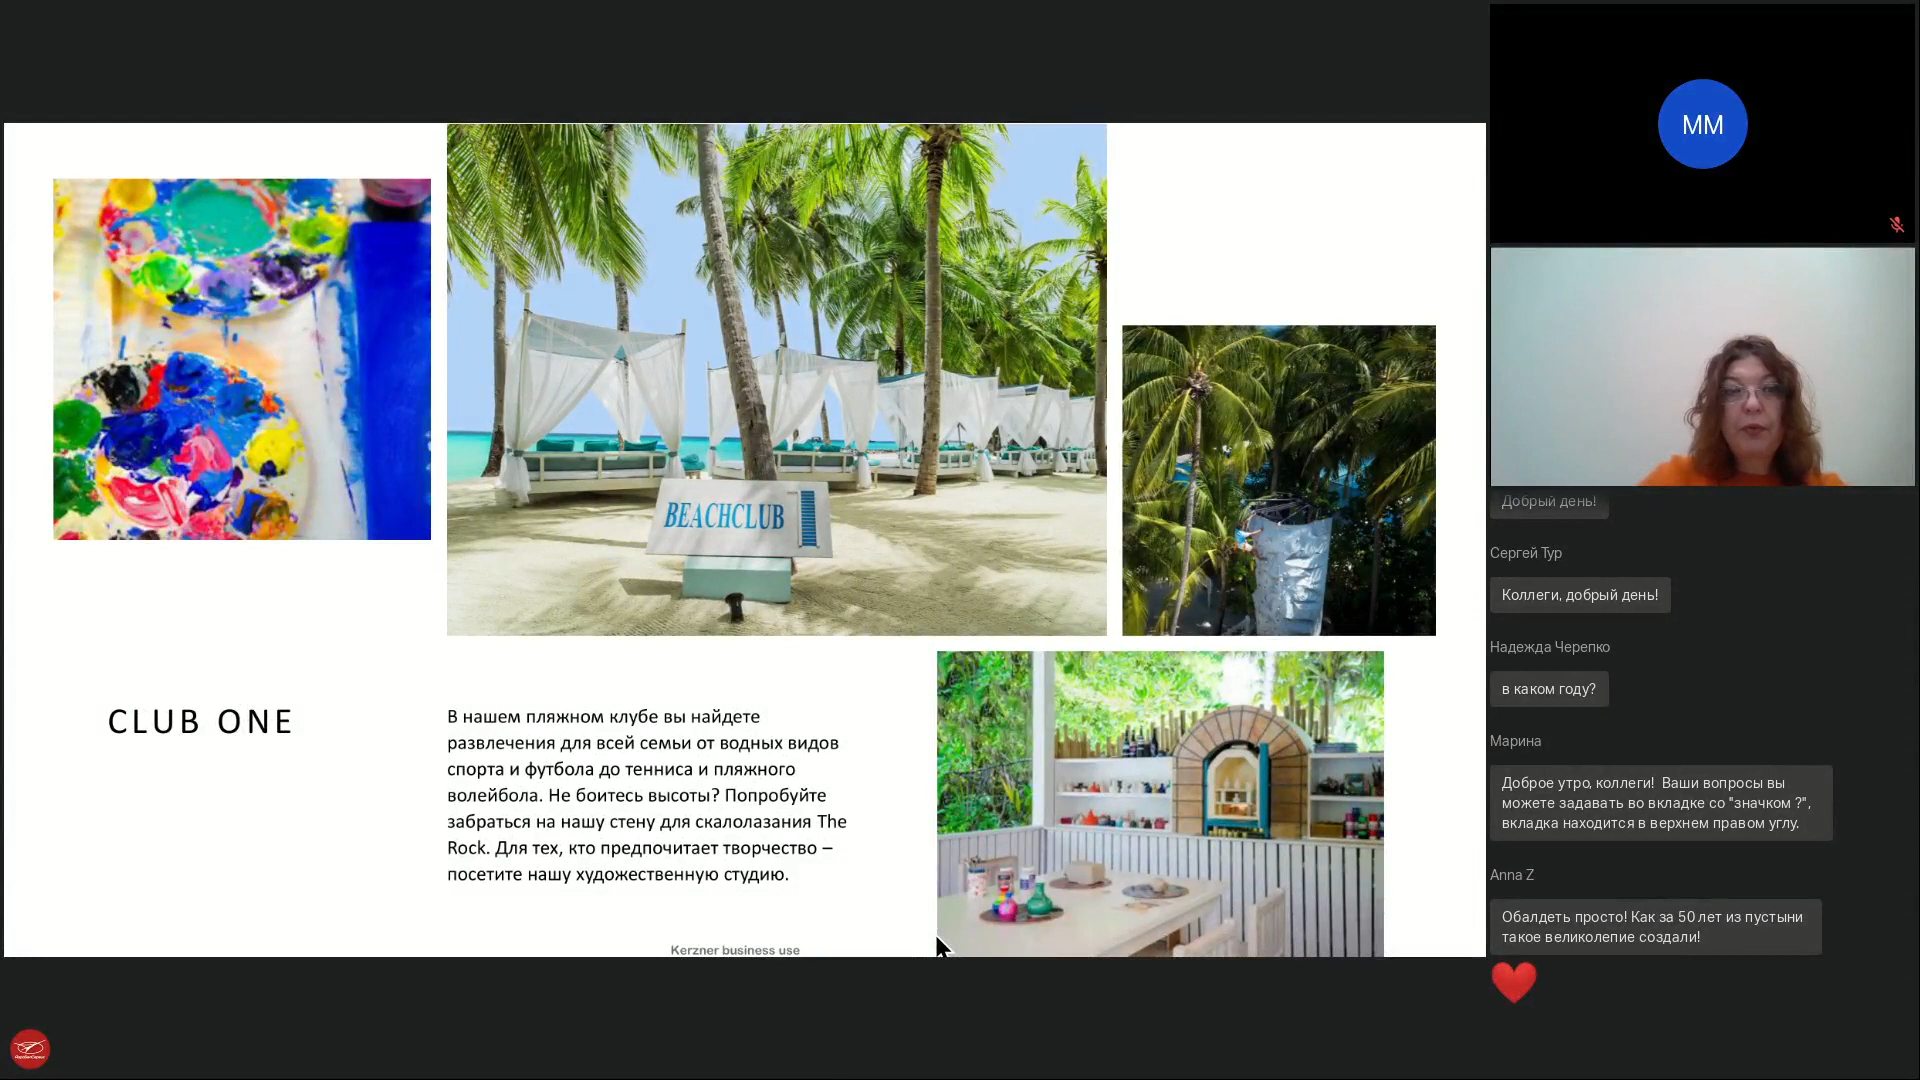 BEACHCLUB
CLUB ONE
В нашем пляжном клубе вы найдете
развлечения для всей семьи от водных видов
спорта и футбола до тенниса и пляжного
волейбола. Не боитесь высоты? Попробуйте
забраться на нашу стену для скалолазания The
Rock. Для тех, кто предпочитает творчество –
посетите нашу художественную студию.
Kerzner business use
MM
Добрый день!
Сергей Тур
Коллеги, добрый день!
Надежда Черепко
в каком году?
Марина
Доброе утро, коллеги! Ваши вопросы вы
можете задавать во вкладке со "значком ?",
вкладка находится в верхнем правом углу.
Anna Z
Обалдеть просто! Как за 50 лет из пустыни
такое великолепие создали!